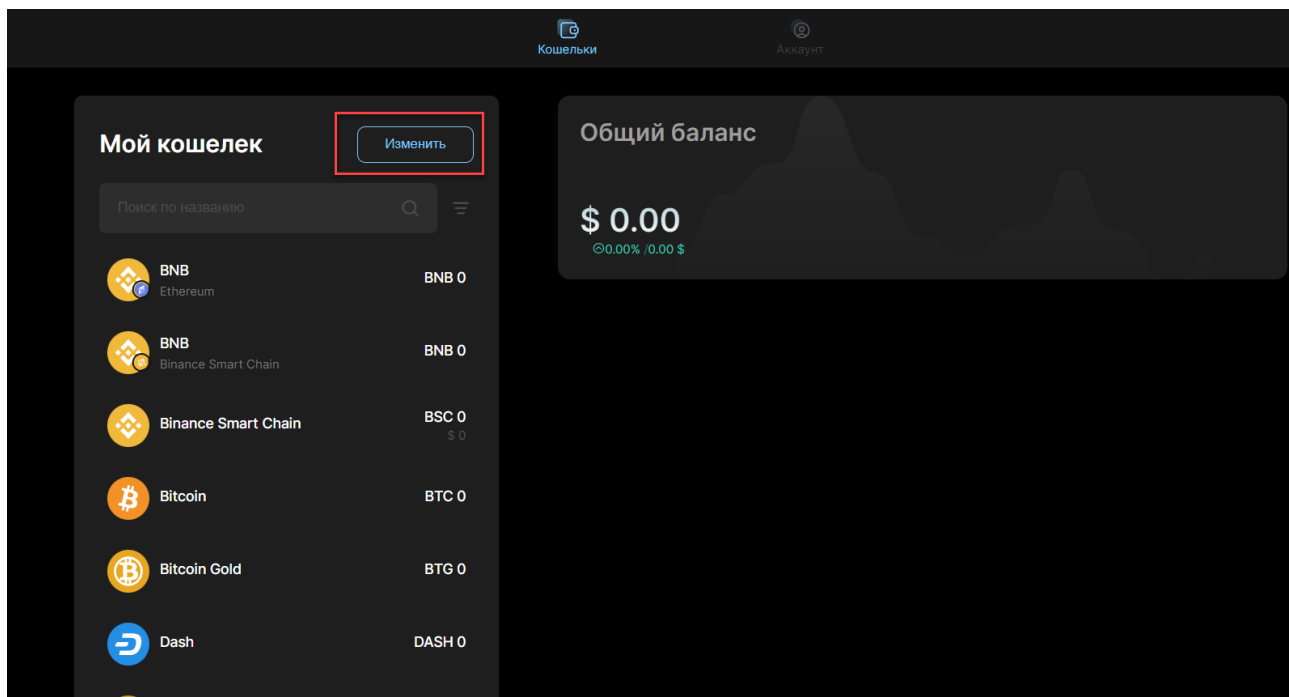 Кошельки
Аккаунт
Мой кошелек
Изменить
Поиск по названию
BNB
Ethereum
BNB 0
BNB
Binance Smart Chain
BNB 0
Binance Smart Chain
BSC 0
$ 0
Bitcoin
BTC 0
Bitcoin Gold
BTG 0
Dash
DASH 0
Общий баланс
$ 0.00
0.00% /0.00 $